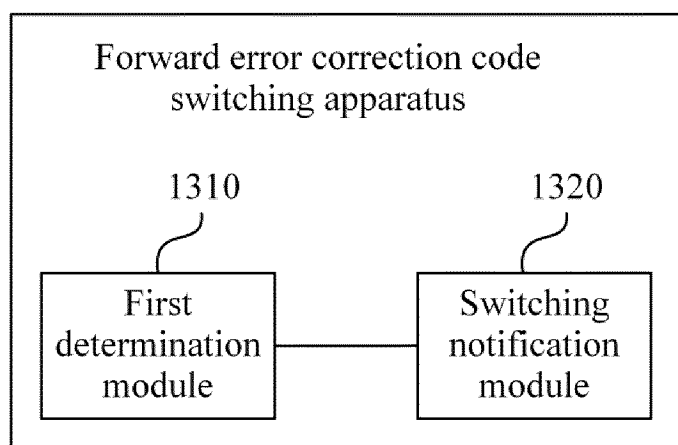 Forward error correction code
switching apparatus
1310
1320
First
determination
module
Switching
notification
module